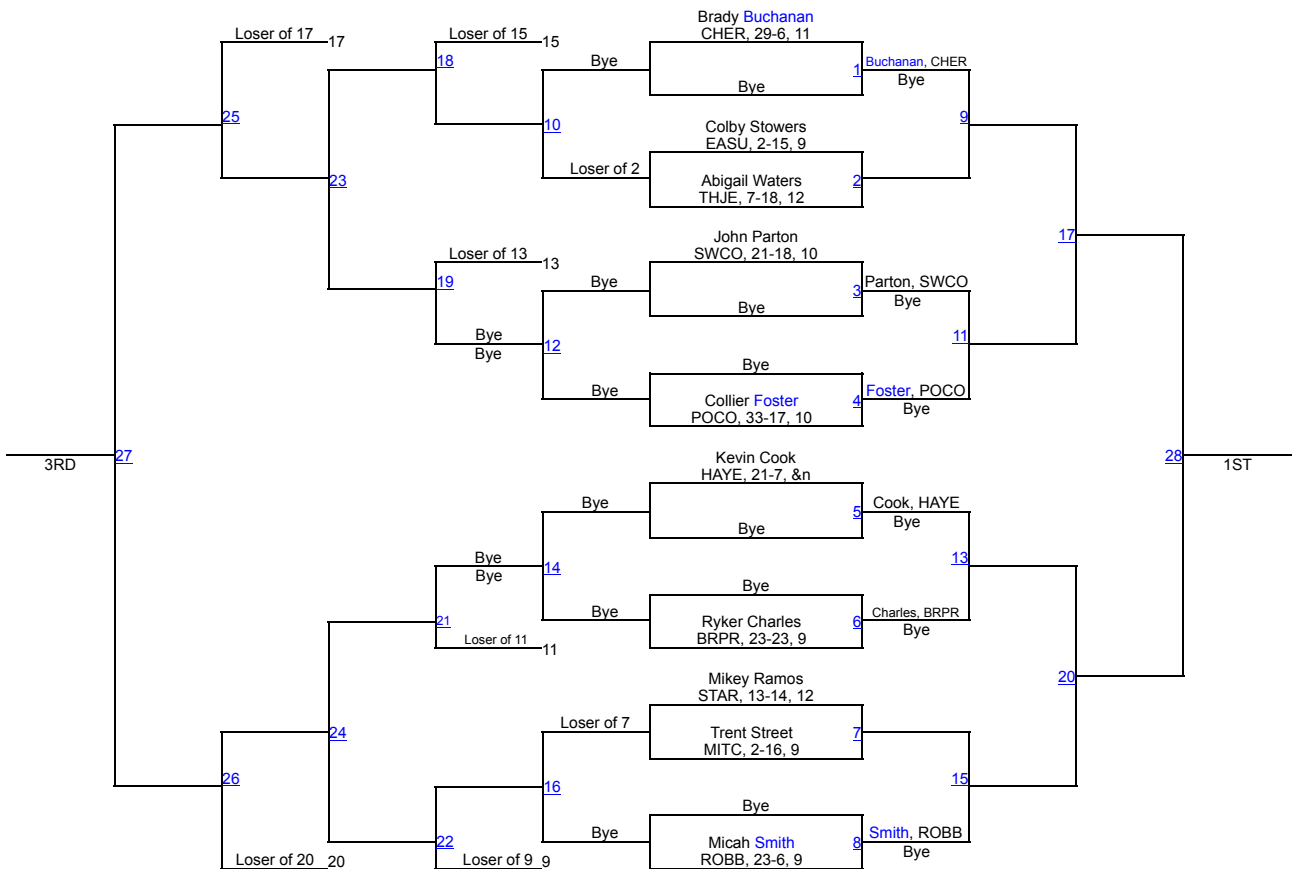 Brady Buchanan
Loser of 17 17
Loser of 15 15
CHER, 29-6, 11
18
Bye
1
Buchanan, CHER
Bye
Bye
25
10
9
Colby Stowers
EASU, 2-15, 9
Loser of 2
23
Abigail Waters
2
THJE, 7-18, 12
John Parton
17
SWCO, 21-18, 10
Loser of 13 13
19
Bye
3
Parton, SWCO
Bye
Bye
Bye
12
11
Bye
Bye
Bye
Collier Foster
4
Foster, POCO
POCO, 33-17, 10
Bye
27
3RD
Kevin Cook
28
1ST
HAYE, 21-7, &n
Bye
5
Cook, HAYE
Bye
Bye
Bye
14
13
Bye
Bye
21
Bye
Ryker Charles
6
Charles, BRPR
BRPR, 23-23, 9
Bye
Loser of 11 11
Mikey Ramos
20
STAR, 13-14, 12
24
Loser of 7
Trent Street
7
MITC, 2-16, 9
26
16
15
Bye
22
Bye
Micah Smith
8
Smith, ROBB
ROBB, 23-6, 9
Bye
Loser of 20 20
Loser of 9 9